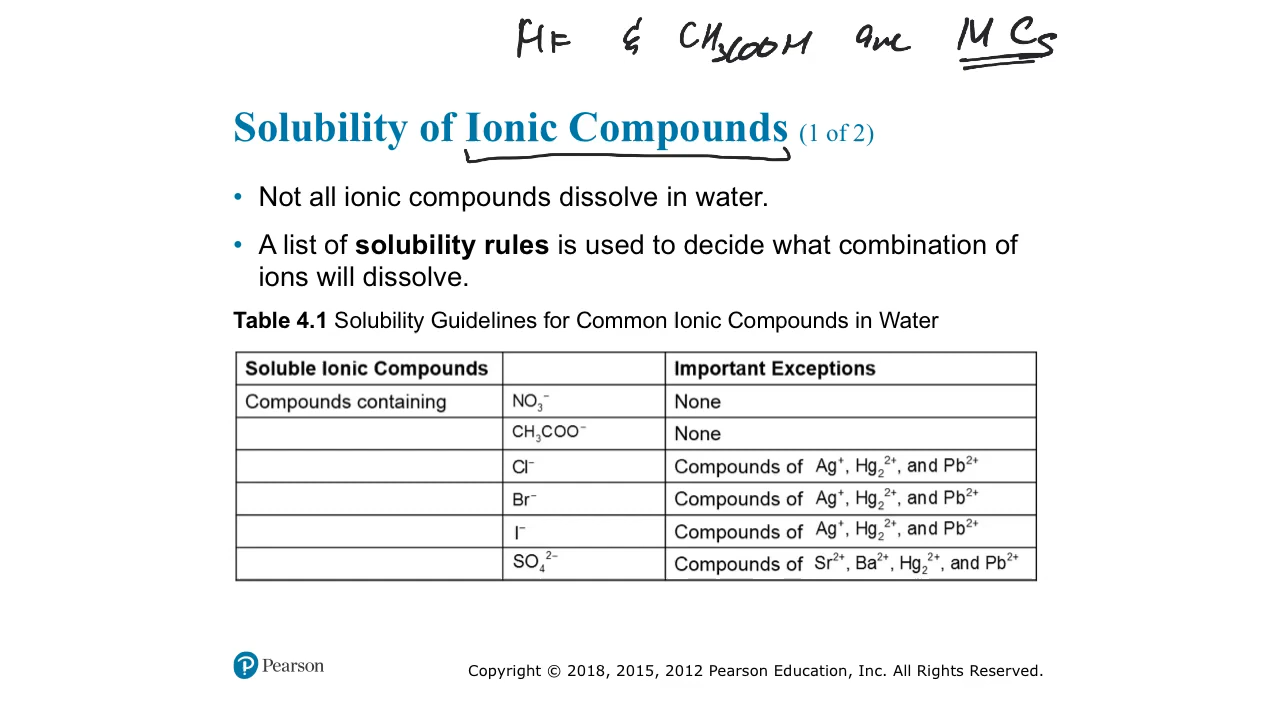 HF & CH₃COOH are MCs
Solubility of Ionic Compounds (1 of 2)
• Not all ionic compounds dissolve in water.
• A list of solubility rules is used to decide what combination of
ions will dissolve.
Table 4.1 Solubility Guidelines for Common Ionic Compounds in Water
Soluble Ionic Compounds Important Exceptions
Compounds containing NO₃⁻ None
CH₃COO⁻ None
Cl⁻ Compounds of Ag⁺, Hg₂²⁺, and Pb²⁺
Br⁻ Compounds of Ag⁺, Hg₂²⁺, and Pb²⁺
I⁻ Compounds of Ag⁺, Hg₂²⁺, and Pb²⁺
SO₄²⁻ Compounds of Sr²⁺, Ba²⁺, Hg₂²⁺, and Pb²⁺
P Pearson
Copyright © 2018, 2015, 2012 Pearson Education, Inc. All Rights Reserved.